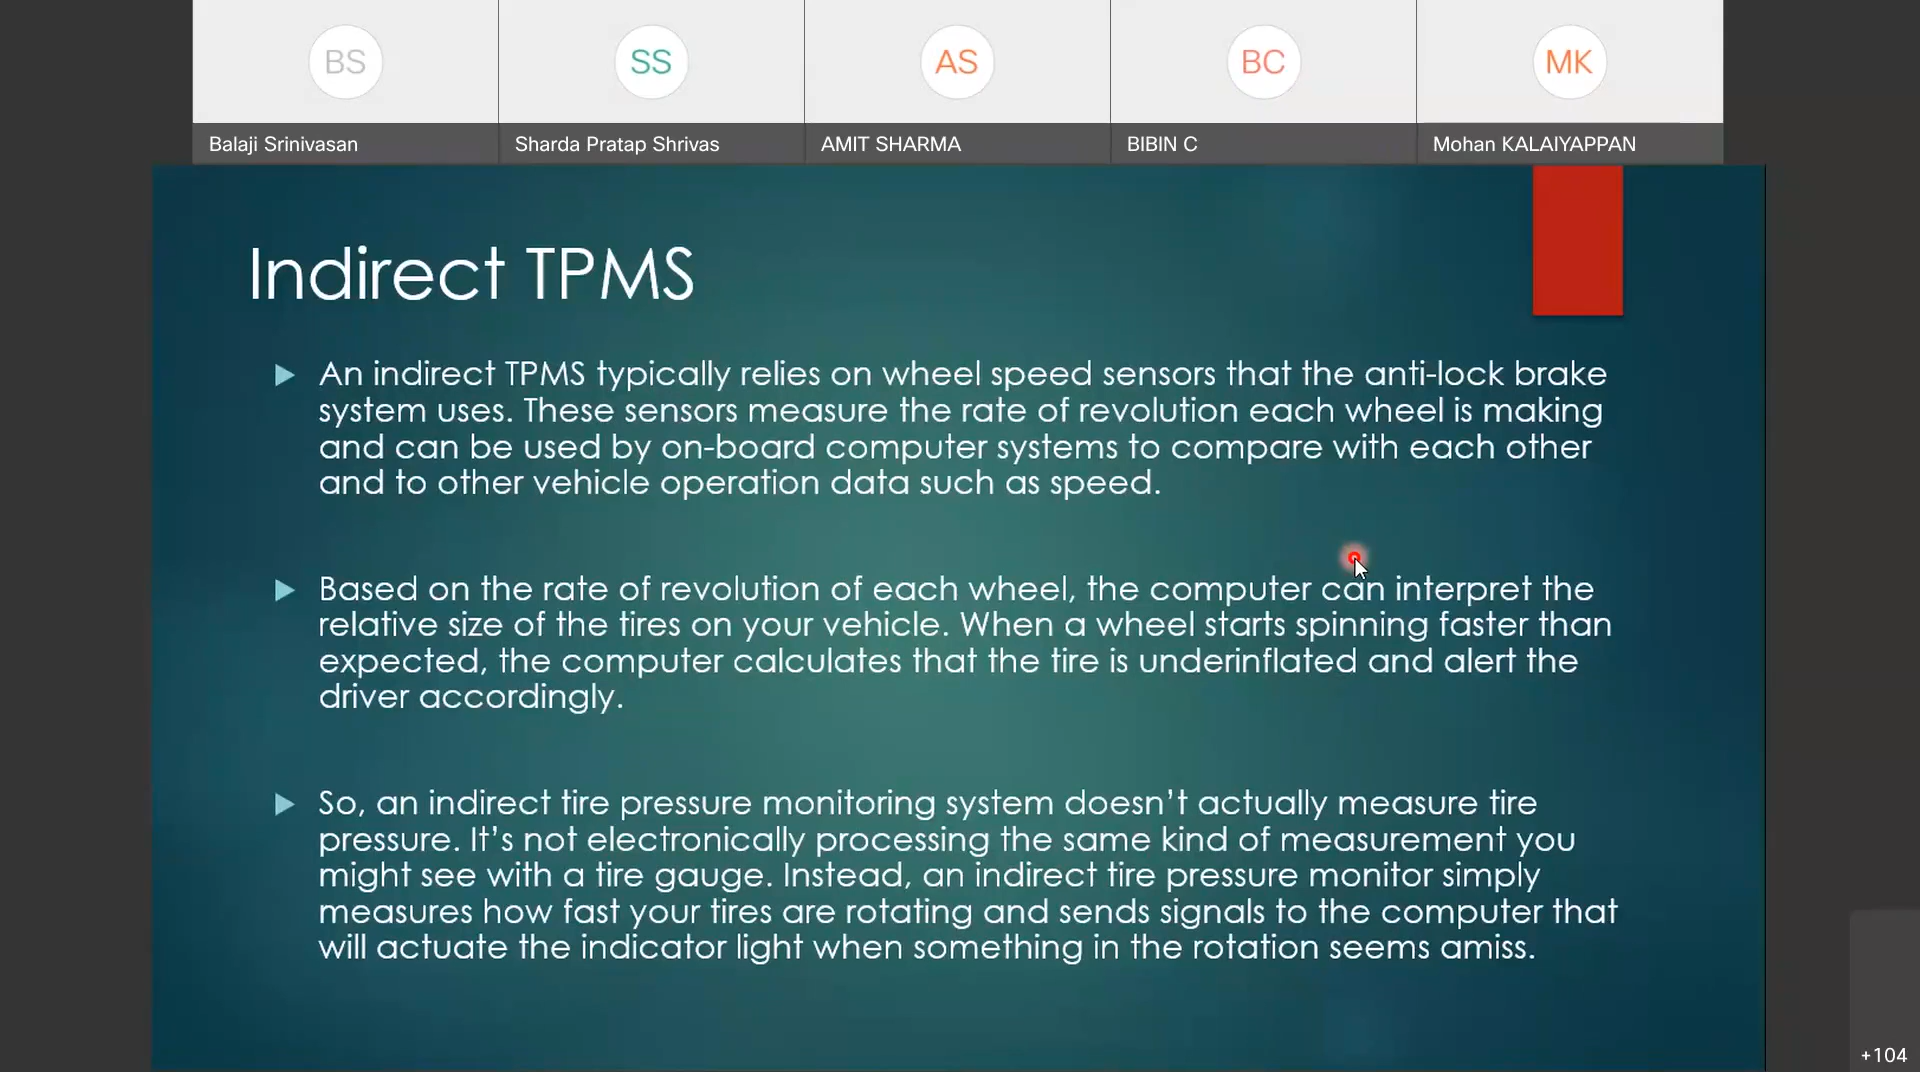 BS
SS
AS
BC
MK
Balaji Srinivasan
Sharda Pratap Shrivas
AMIT SHARMA
BIBIN C
Mohan KALAIYAPPAN
Indirect TPMS
An indirect TPMS typically relies on wheel speed sensors that the anti-lock brake
system uses. These sensors measure the rate of revolution each wheel is making
and can be used by on-board computer systems to compare with each other
and to other vehicle operation data such as speed.
Based on the rate of revolution of each wheel, the computer can interpret the
relative size of the tires on your vehicle. When a wheel starts spinning faster than
expected, the computer calculates that the tire is underinflated and alert the
driver accordingly.
So, an indirect tire pressure monitoring system doesn’t actually measure tire
pressure. It’s not electronically processing the same kind of measurement you
might see with a tire gauge. Instead, an indirect tire pressure monitor simply
measures how fast your tires are rotating and sends signals to the computer that
will actuate the indicator light when something in the rotation seems amiss.
+104